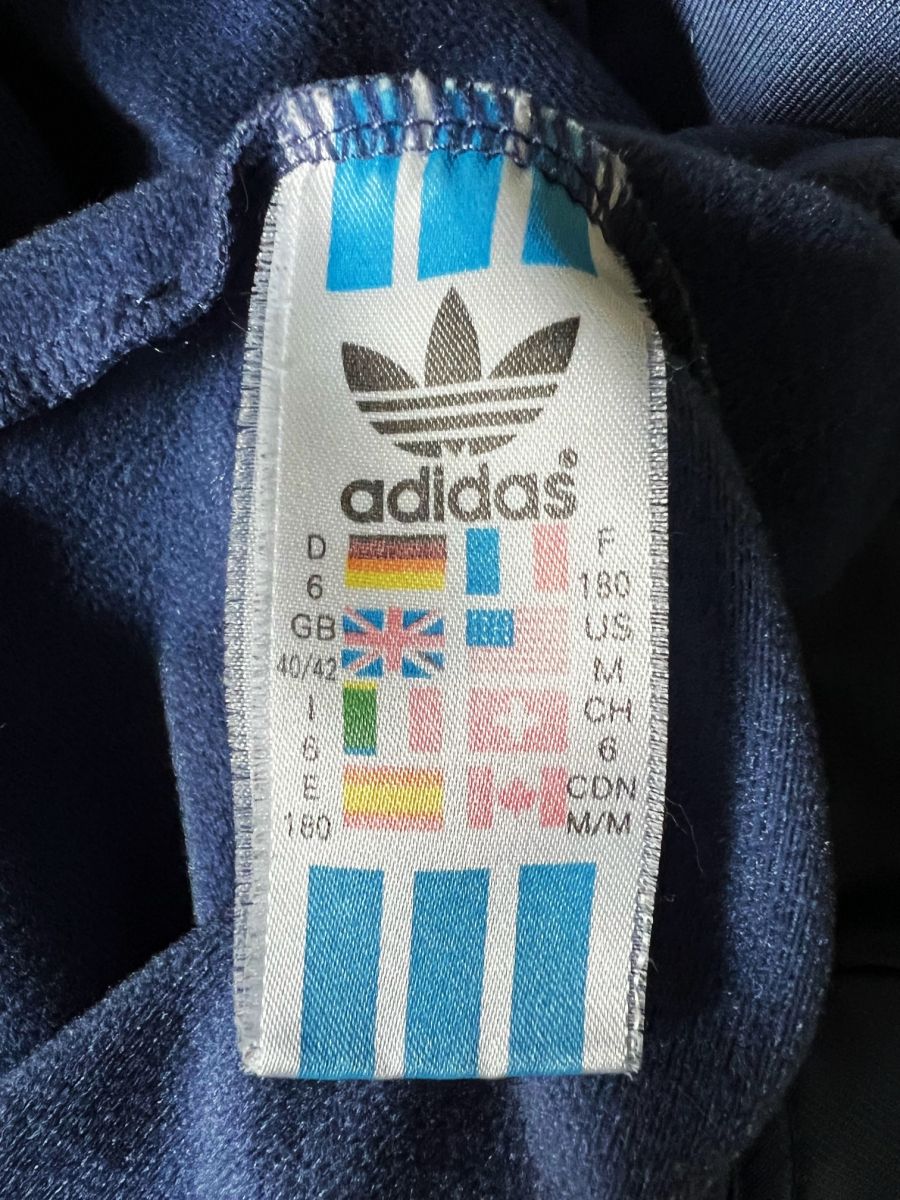 adidas®
D F
6 180
GB US
40/42 M
I CH
6 6
E CDN
180 M/M